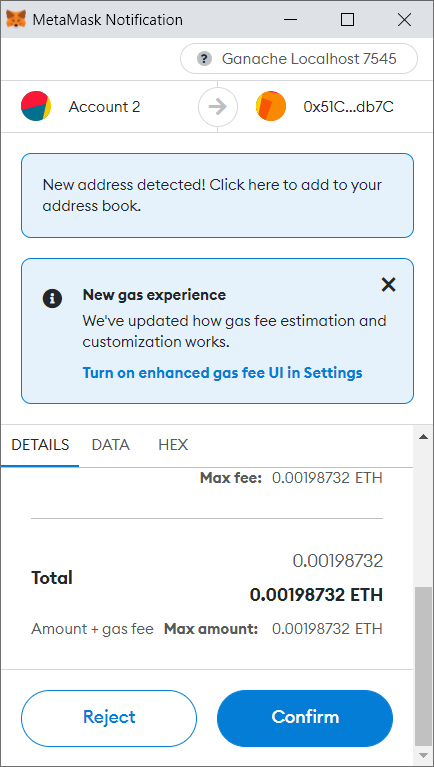 MetaMask Notification
? Ganache Localhost 7545
Account 2
0x51C...db7C
New address detected! Click here to add to your
address book.
New gas experience
We've updated how gas fee estimation and
customization works.
Turn on enhanced gas fee UI in Settings
DETAILS DATA HEX
Max fee: 0.00198732 ETH
0.00198732
Total
0.00198732 ETH
Amount + gas fee Max amount: 0.00198732 ETH
Reject
Confirm